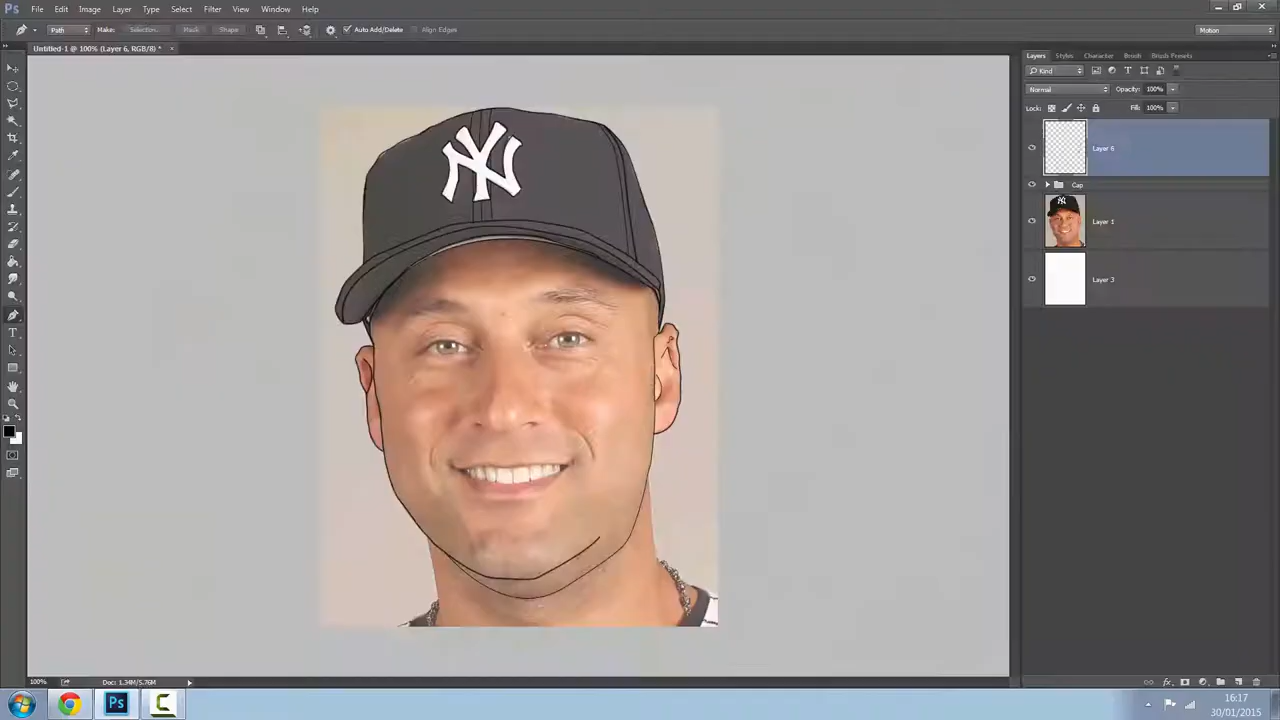 Ps File Edit Image Layer Type Select Filter View Window Help
Path Make: Selection... Mask Shape Auto Add/Delete Align Edges Motion
Untitled-1 @ 100% (Layer 6, RGB/8) * ×
Layers Styles Character Brush Brush Presets
Kind
Normal Opacity: 100%
Lock: Fill: 100%
Layer 6
Cap
Layer 1
Layer 3
NY
T
100% Doc: 1.34M/5.76M
fx
Ps C 16:17
30/01/2015